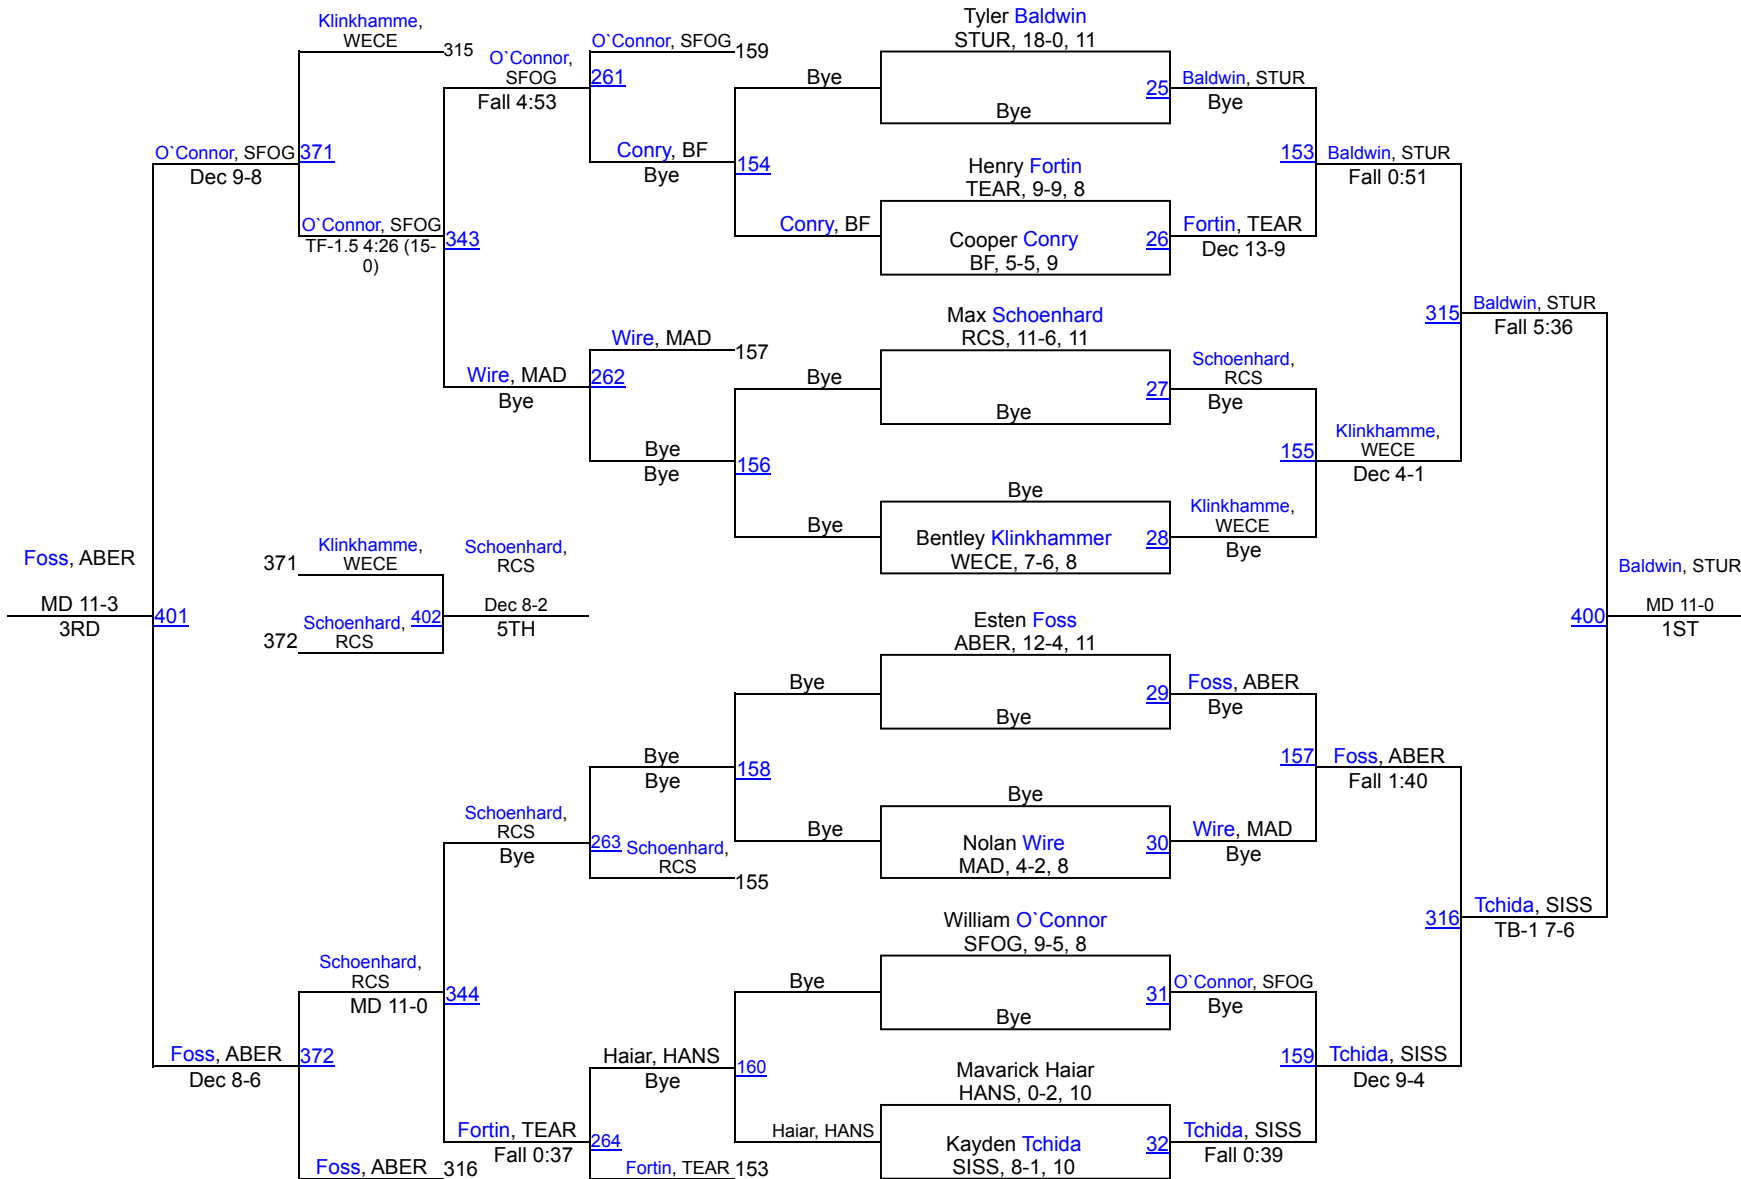 Klinkhamme,
WECE
315
O`Connor, SFOG
Dec 9-8
371
O`Connor, SFOG
TF-1.5 4:26 (15-
0)
343
O`Connor,
SFOG
Fall 4:53
261
O`Connor, SFOG
159
Conry, BF
Bye
154
Bye
Conry, BF
Wire, MAD
Bye
262
Wire, MAD
157
Bye
Bye
156
Bye
Bye
Foss, ABER
MD 11-3
3RD
401
371
Klinkhamme,
WECE
372
Schoenhard,
RCS
402
Schoenhard,
RCS
Dec 8-2
5TH
Bye
Bye
158
Bye
Bye
Schoenhard,
RCS
Bye
263
Schoenhard,
RCS
155
Schoenhard,
RCS
MD 11-0
344
Foss, ABER
Dec 8-6
372
Foss, ABER
316
Haiar, HANS
Bye
160
Bye
Haiar, HANS
Fortin, TEAR
Fall 0:37
264
Fortin, TEAR
153
Tyler Baldwin
STUR, 18-0, 11
25
Bye
Henry Fortin
TEAR, 9-9, 8
Cooper Conry
BF, 5-5, 9
26
Max Schoenhard
RCS, 11-6, 11
27
Bye
Bye
Bentley Klinkhammer
WECE, 7-6, 8
28
Esten Foss
ABER, 12-4, 11
29
Bye
Bye
Nolan Wire
MAD, 4-2, 8
30
William O`Connor
SFOG, 9-5, 8
31
Bye
Mavarick Haiar
HANS, 0-2, 10
Kayden Tchida
SISS, 8-1, 10
32
Baldwin, STUR
Bye
153
Fortin, TEAR
Dec 13-9
Baldwin, STUR
Fall 0:51
Schoenhard,
RCS
Bye
155
Klinkhamme,
WECE
Bye
Klinkhamme,
WECE
Dec 4-1
315
Baldwin, STUR
Fall 5:36
Foss, ABER
Bye
157
Wire, MAD
Bye
Foss, ABER
Fall 1:40
O`Connor, SFOG
Bye
159
Tchida, SISS
Fall 0:39
Tchida, SISS
Dec 9-4
316
Tchida, SISS
TB-1 7-6
400
Baldwin, STUR
MD 11-0
1ST